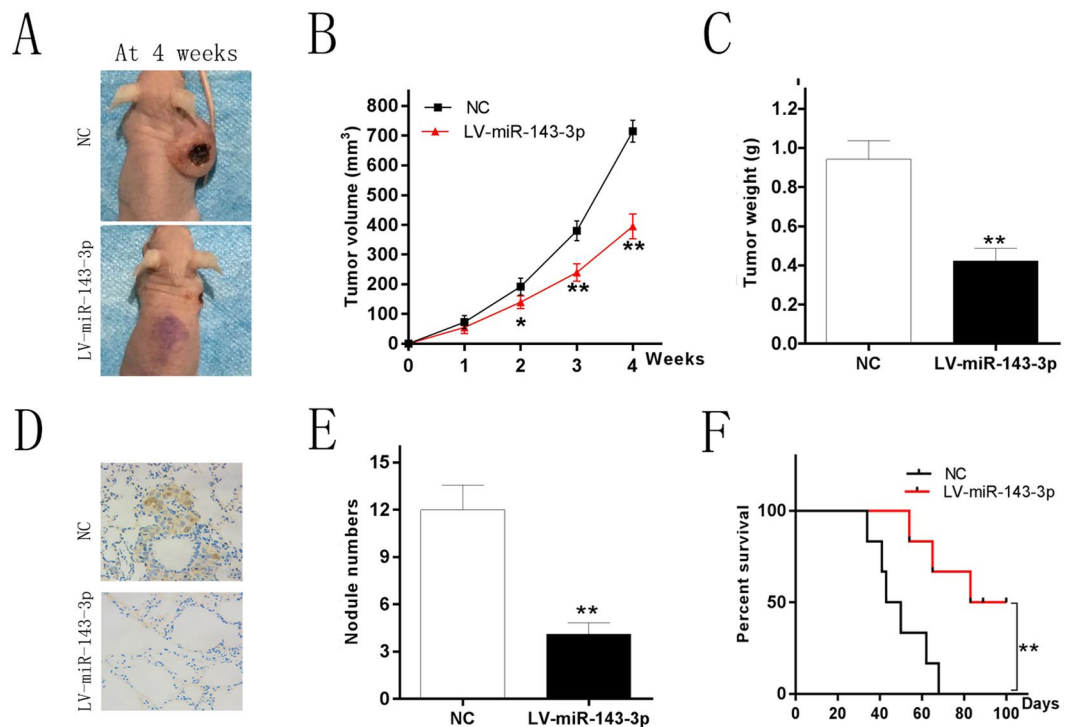 A
At 4 weeks
NC
LV-miR-143-3p
B
NC
LV-miR-143-3p
Tumor volume (mm³)
800
700
600
500
400
300
200
100
0
0 1 2 3 4 Weeks
*
**
**
C
Tumor weight (g)
1.2
1.0
0.8
0.6
0.4
0.2
0.0
**
NC LV-miR-143-3p
D
NC
LV-miR-143-3p
E
Nodule numbers
15
12
9
6
3
0
**
NC LV-miR-143-3p
F
NC
LV-miR-143-3p
Percent survival
100
50
0
0 20 40 60 80 100 Days
**